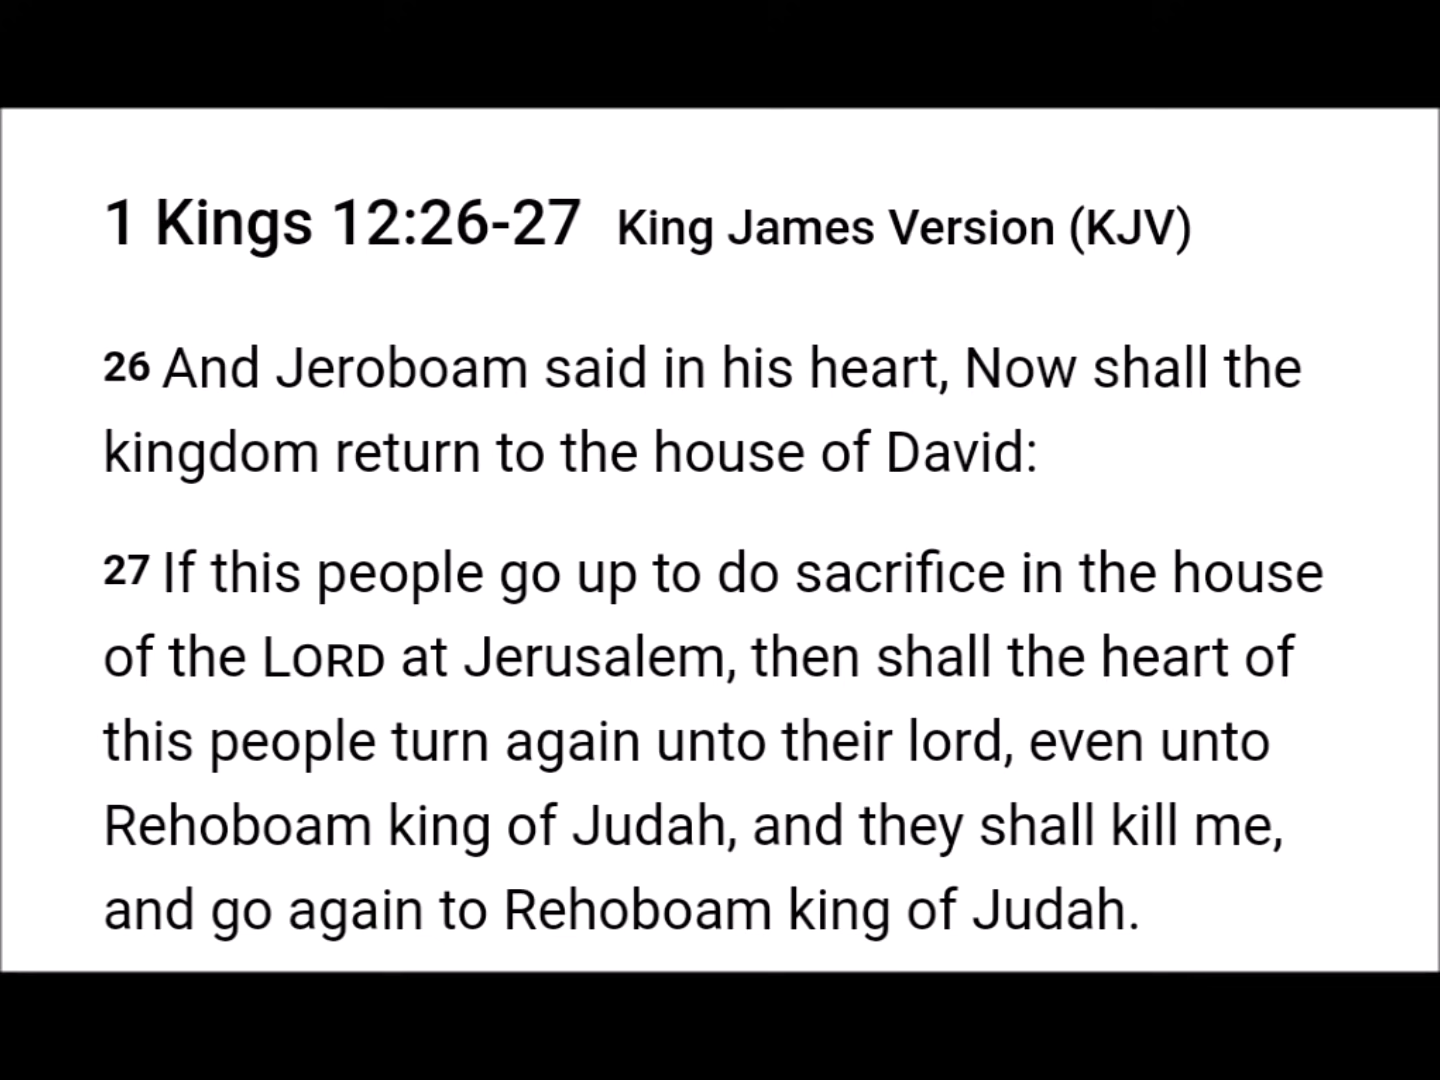 1 Kings 12:26-27 King James Version (KJV)
26 And Jeroboam said in his heart, Now shall the
kingdom return to the house of David:
27 If this people go up to do sacrifice in the house
of the LORD at Jerusalem, then shall the heart of
this people turn again unto their lord, even unto
Rehoboam king of Judah, and they shall kill me,
and go again to Rehoboam king of Judah.